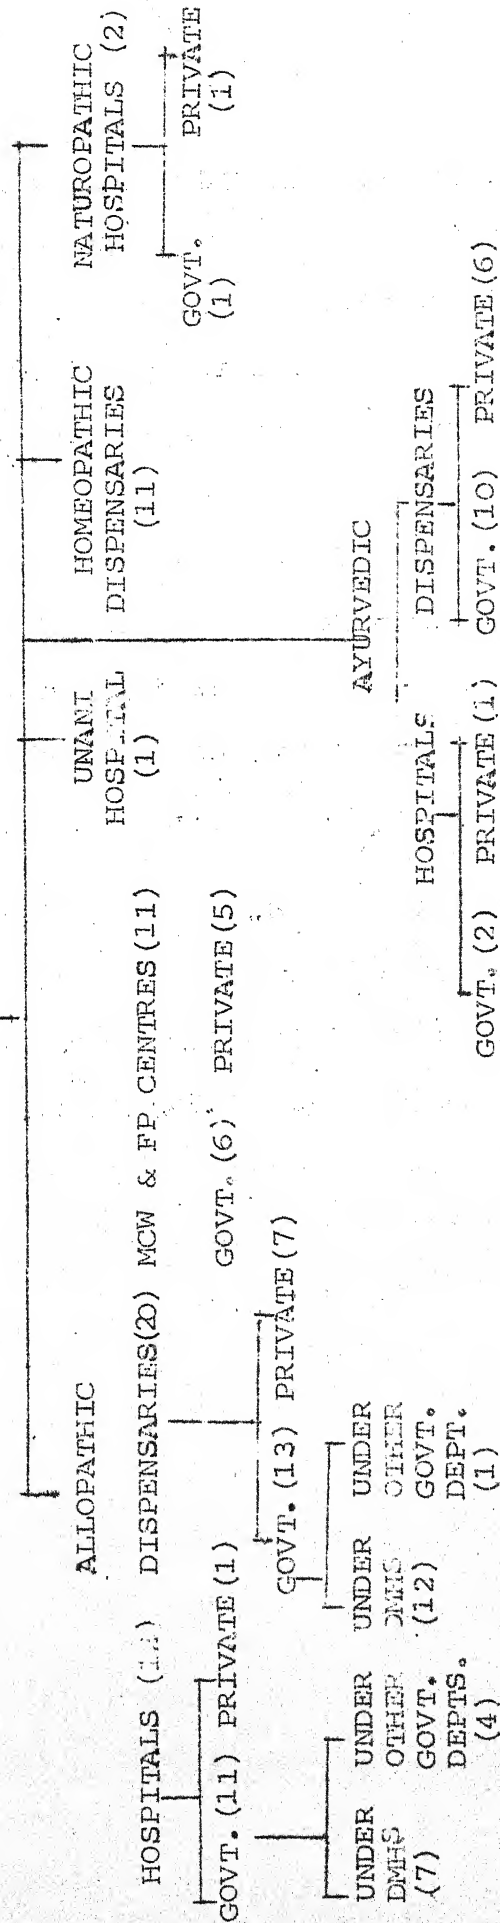 ALLOPATHIC
UNANI
HOSPITAL
(1)
HOMEOPATHIC
DISPENSARIES
(11)
NATUROPATHIC
HOSPITALS (2)
GOVT.
(1)
PRIVATE
(1)
HOSPITALS
DISPENSARIES(20)
MCW & FP.CENTRES(11)
GOVT. (11) PRIVATE(1)
GOVT. (13) PRIVATE(7)
GOVT. (6) PRIVATE(5)
UNDER
DMHS
(7)
UNDER
OTHER
GOVT.
DEPTS.
(4)
UNDER
DMHS
(12)
UNDER
OTHER
GOVT.
DEPT.
(1)
AYURVEDIC
HOSPITALS
DISPENSARIES
GOVT. (2) PRIVATE(1)
GOVT. (10) PRIVATE(6)